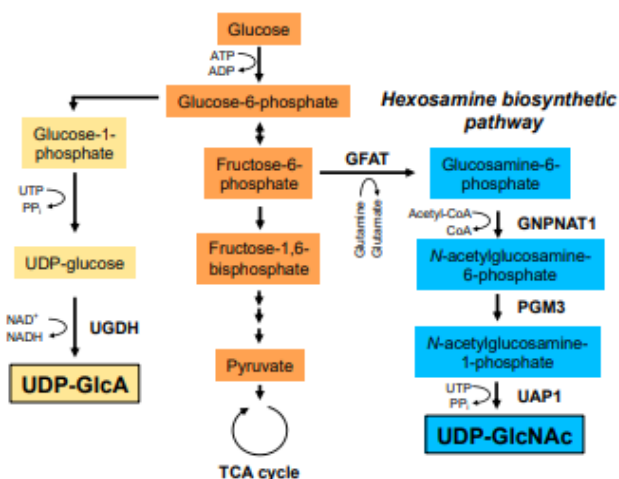 Glucose
ATP
ADP
Glucose-6-phosphate
Hexosamine biosynthetic
pathway
Glucose-1-
phosphate
UTP
PPi
UDP-glucose
NAD+
NADH
UGDH
UDP-GlcA
Fructose-6-
phosphate
GFAT
Glutamine
Glutamate
Fructose-1,6-
bisphosphate
Pyruvate
TCA cycle
Glucosamine-6-
phosphate
Acetyl-CoA
CoA
GNPNAT1
N-acetylglucosamine-
6-phosphate
PGM3
N-acetylglucosamine-
1-phosphate
UTP
PPi
UAP1
UDP-GlcNAc